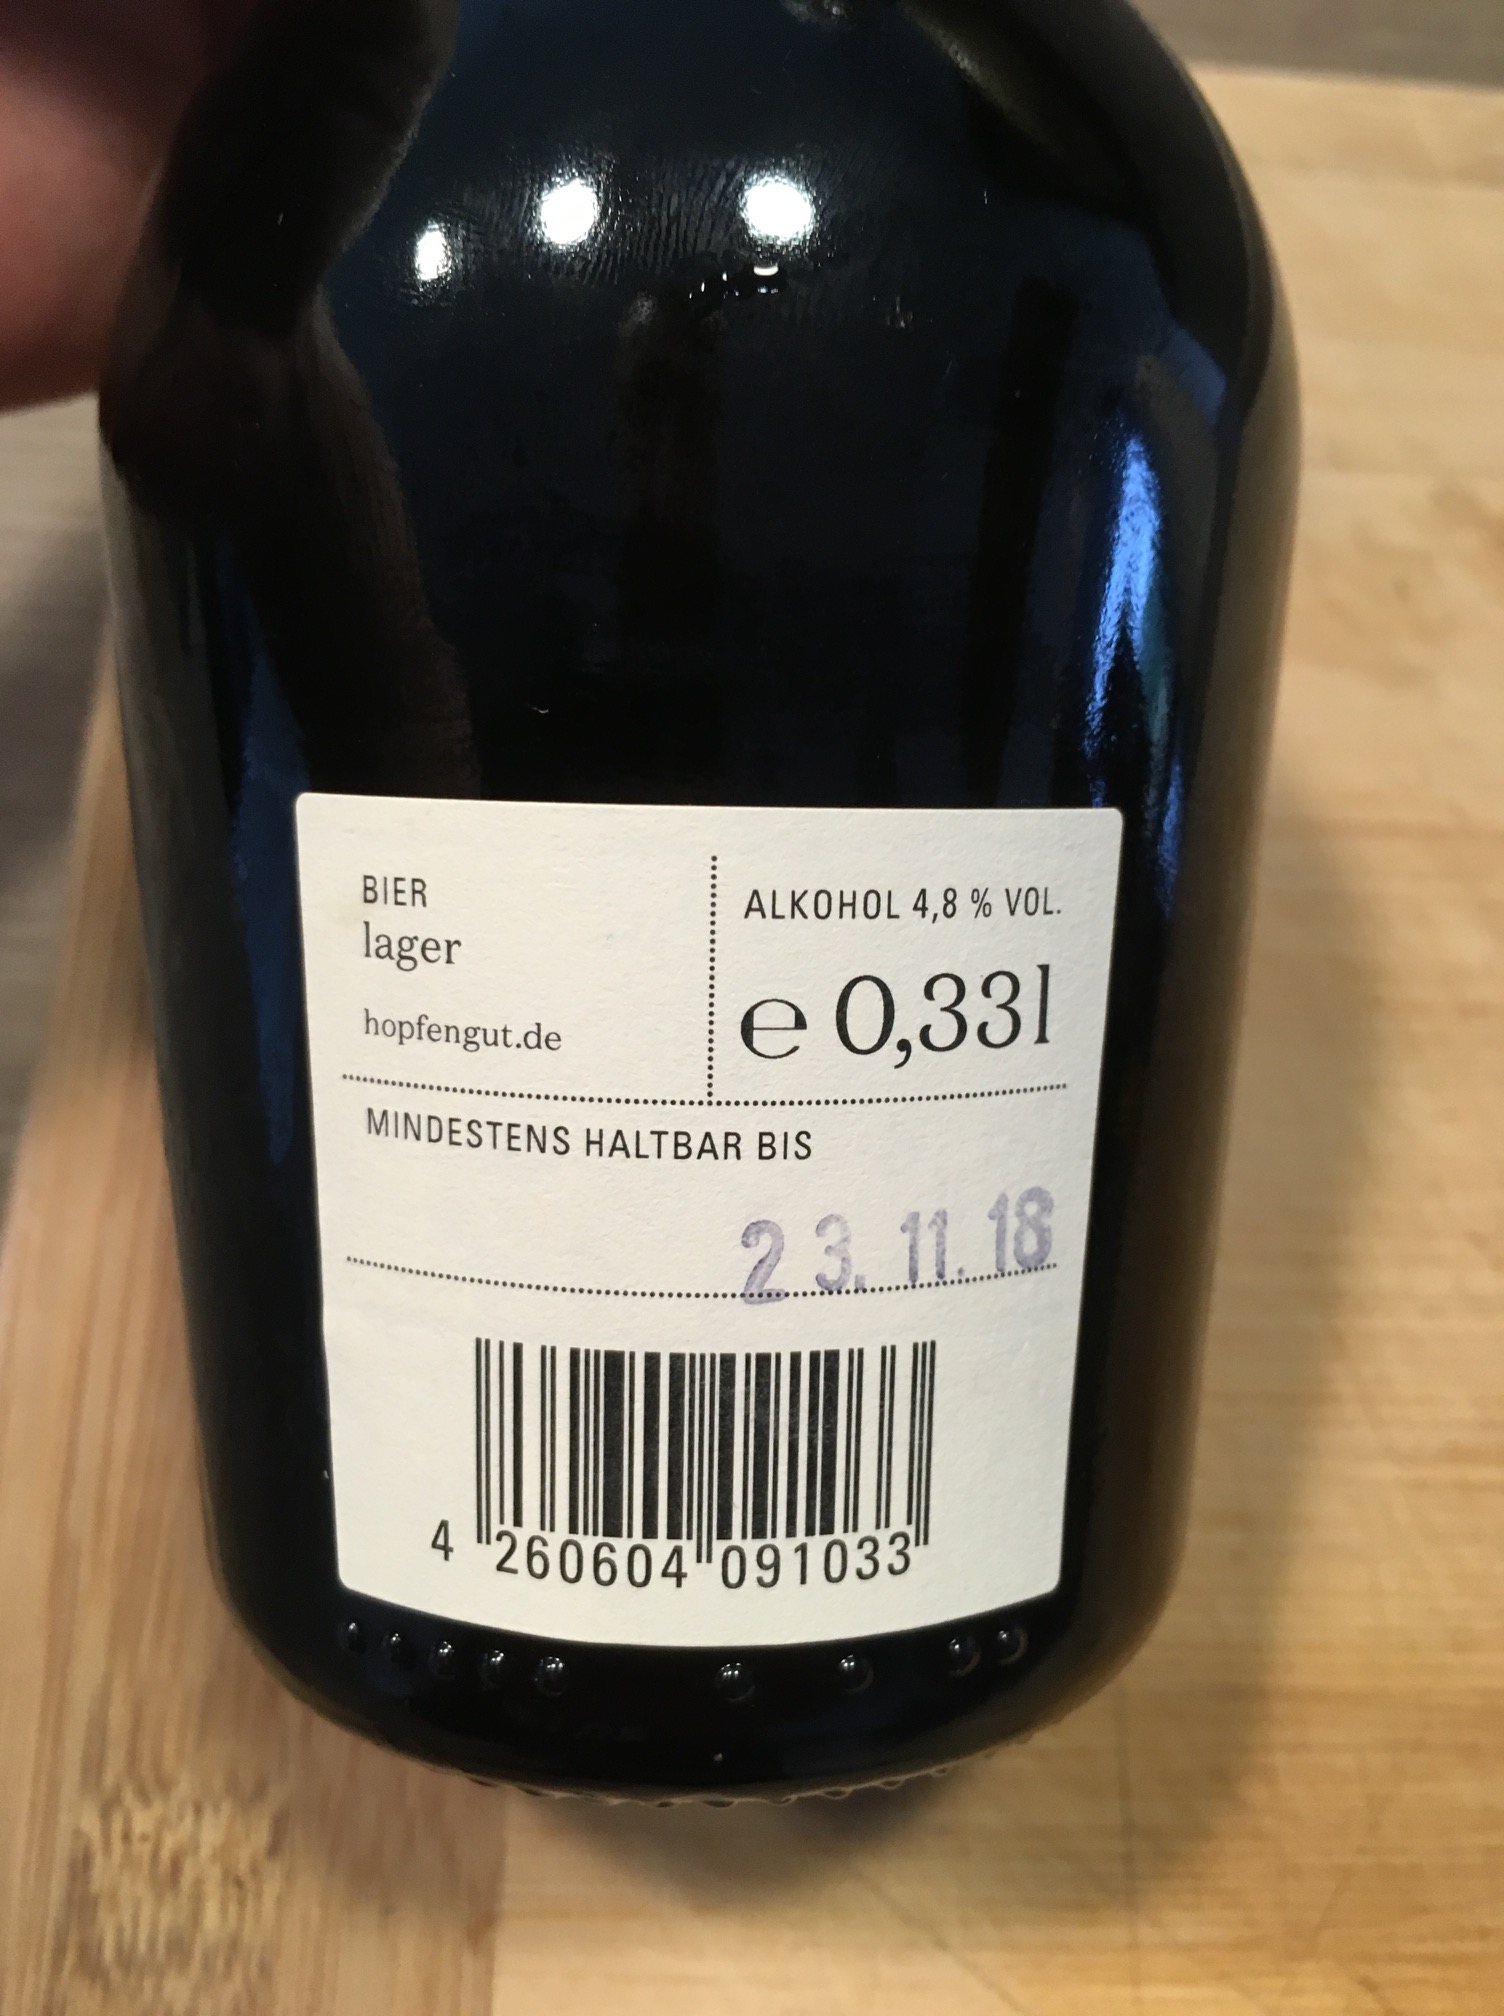 BIER
lager
hopfengut.de
ALKOHOL 4,8 % VOL.
e 0,33l
MINDESTENS HALTBAR BIS
23.11.18
4 260604 091033